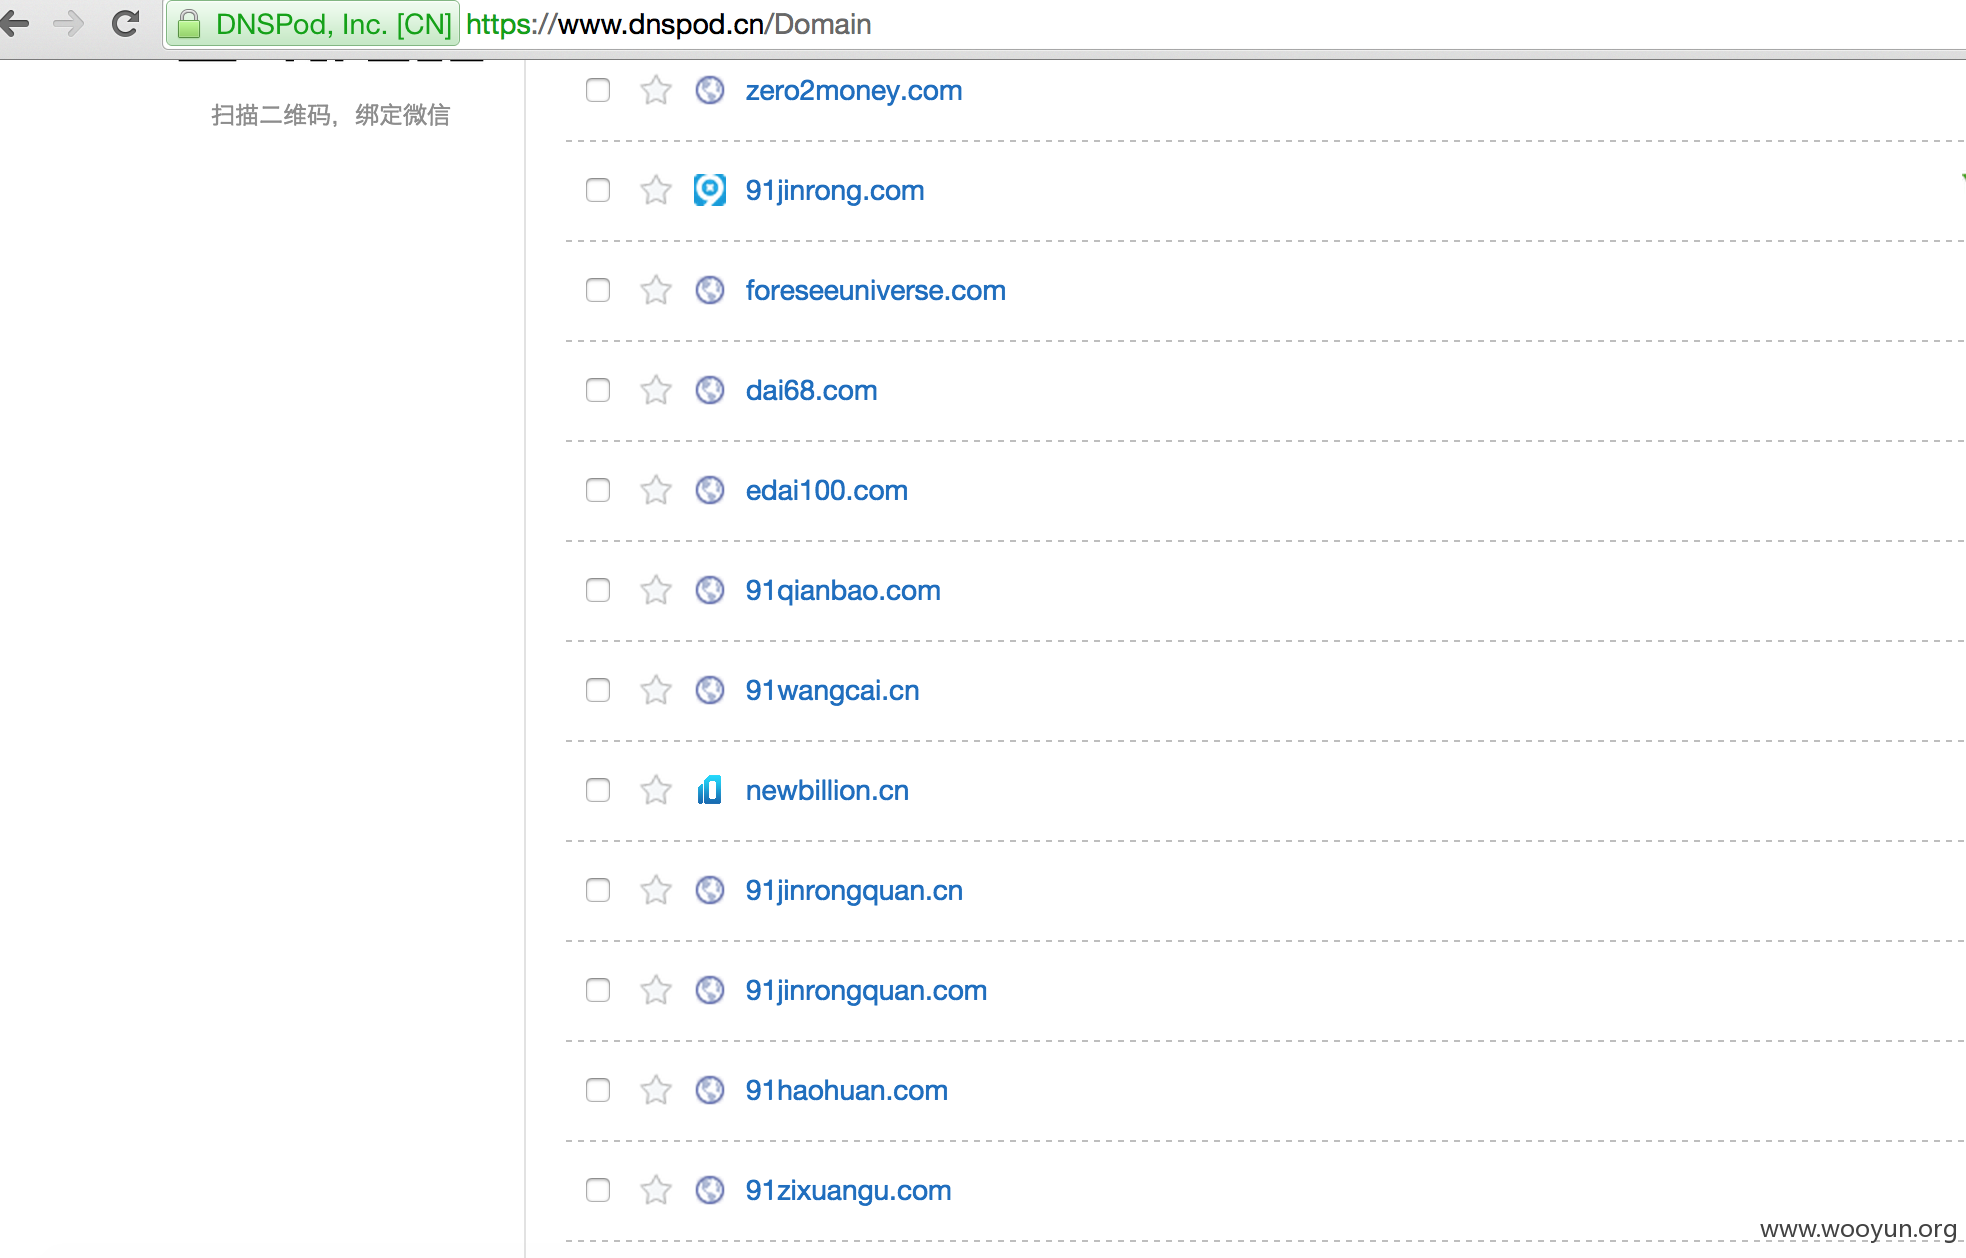 DNSPod, Inc. [CN] https://www.dnspod.cn/Domain
扫描二维码，绑定微信
zero2money.com
91jinrong.com
foreseeuniverse.com
dai68.com
edai100.com
91qianbao.com
91wangcai.cn
newbillion.cn
91jinrongquan.cn
91jinrongquan.com
91haohuan.com
91zixuangu.com
www.wooyun.org